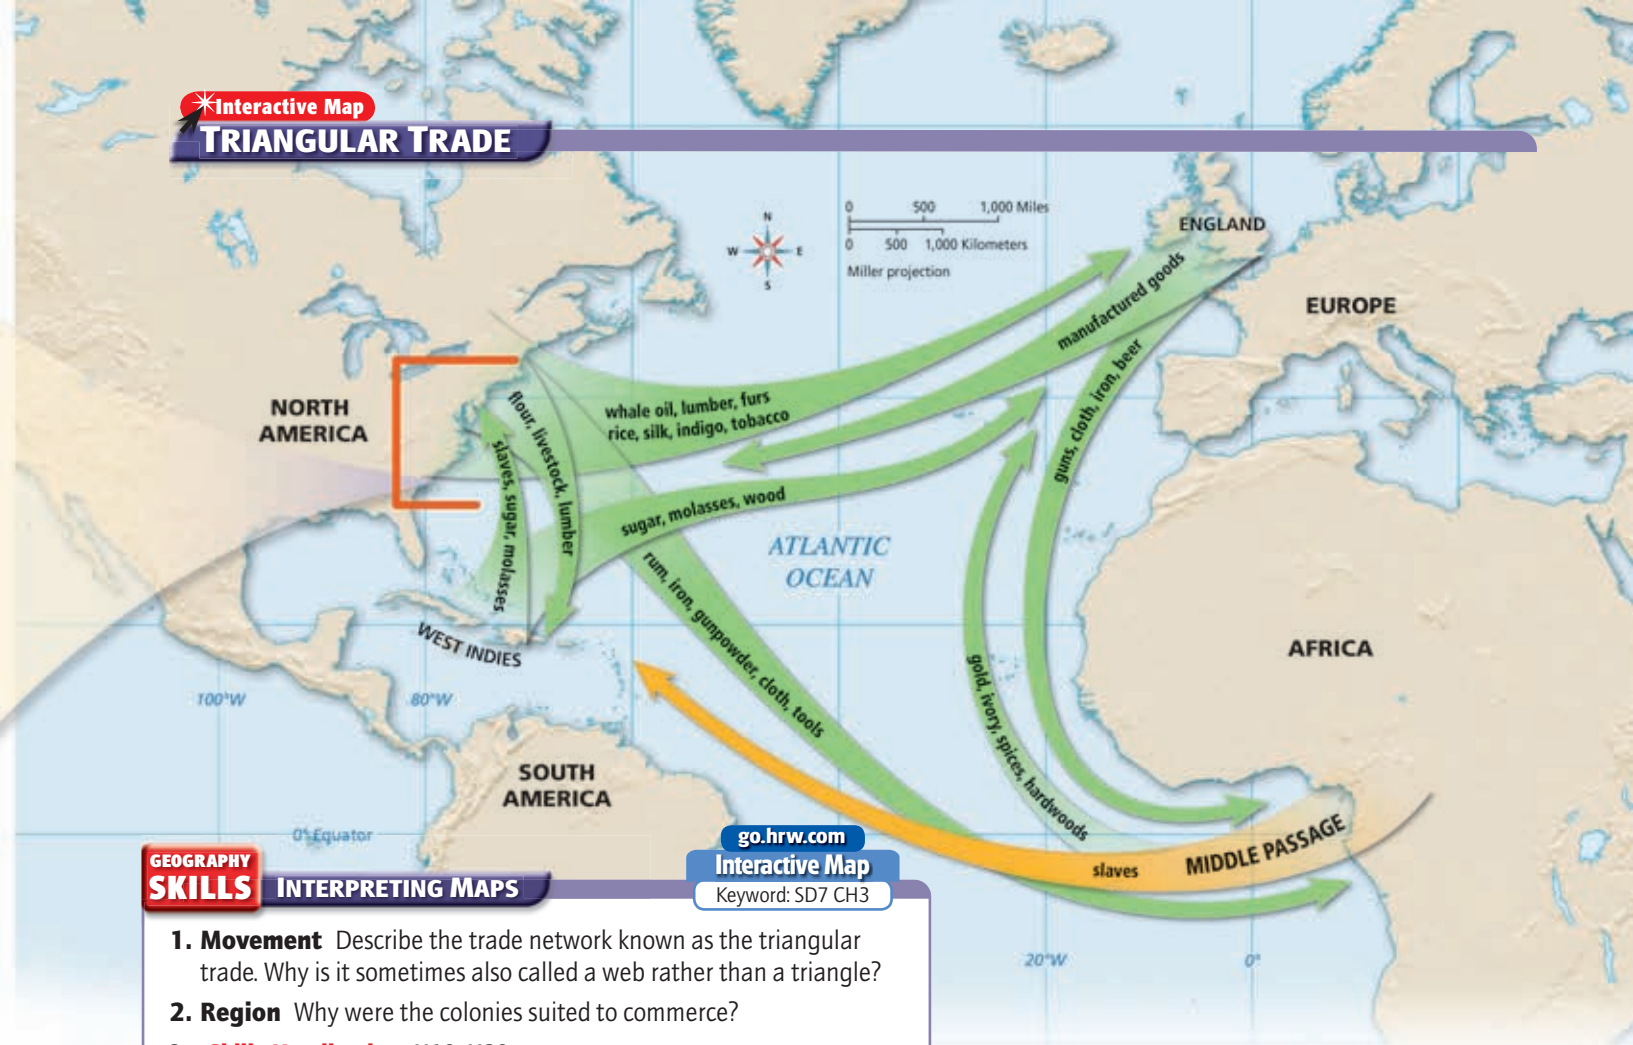 Interactive Map
TRIANGULAR TRADE
N
W E
S
0 500 1,000 Miles
0 500 1,000 Kilometers
Miller projection
ENGLAND
EUROPE
NORTH
AMERICA
manufactured goods
whale oil, lumber, furs
rice, silk, indigo, tobacco
flour, livestock, lumber
slaves, sugar, molasses
guns, cloth, iron, beer
sugar, molasses, wood
ATLANTIC
OCEAN
rum, iron, gunpowder, cloth, tools
WEST INDIES
AFRICA
gold, ivory, spices, hardwoods
100°W
80°W
SOUTH
AMERICA
0° Equator
slaves
MIDDLE PASSAGE
20°W
0°
go.hrw.com
Interactive Map
Keyword: SD7 CH3
GEOGRAPHY
SKILLS INTERPRETING MAPS
1. Movement Describe the trade network known as the triangular
trade. Why is it sometimes also called a web rather than a triangle?
2. Region Why were the colonies suited to commerce?